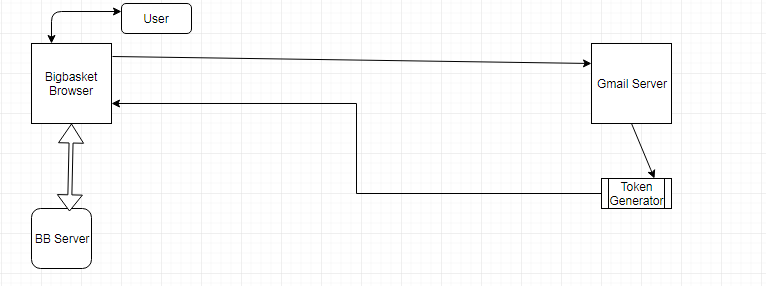 User
Bigbasket
Browser
Gmail Server
Token
Generator
BB Server